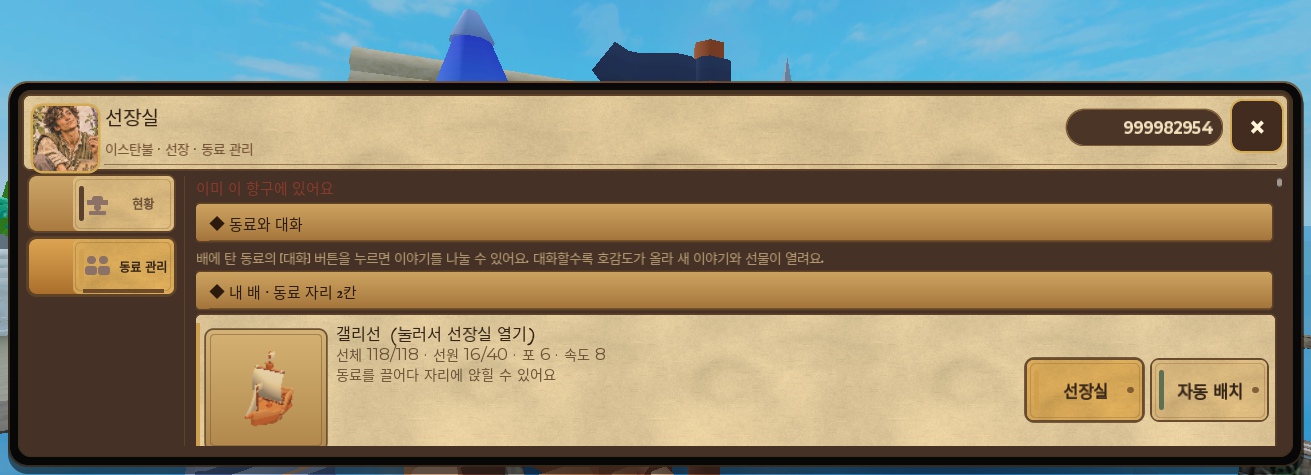 선장실
이스탄불 · 선장 · 동료 관리
999982954
×
현황
동료 관리
이미 이 항구에 있어요
◆ 동료와 대화
배에 탄 동료의 [대화] 버튼을 누르면 이야기를 나눌 수 있어요. 대화할수록 호감도가 올라 새 이야기와 선물이 열려요.
◆ 내 배 · 동료 자리 2칸
갤리선 (눌러서 선장실 열기)
선체 118/118 · 선원 16/40 · 포 6 · 속도 8
동료를 끌어다 자리에 앉힐 수 있어요
선장실
자동 배치